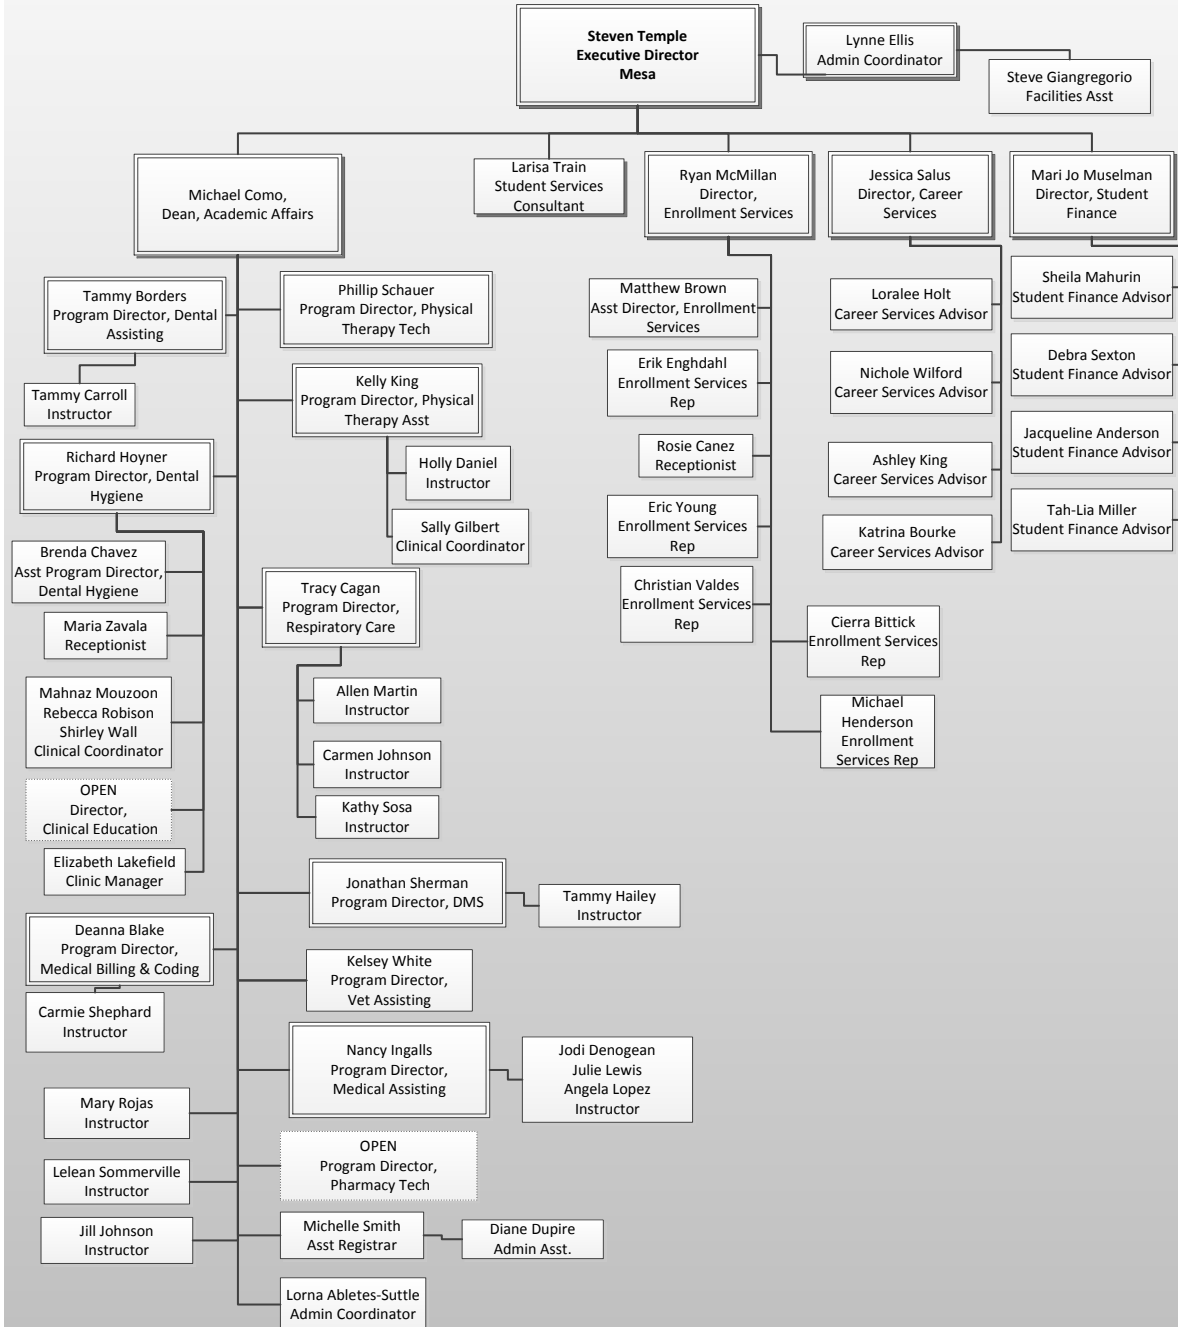 Steven Temple
Executive Director
Mesa
Lynne Ellis
Admin Coordinator
Steve Giangregorio
Facilities Asst
Michael Como,
Dean, Academic Affairs
Larisa Train
Student Services
Consultant
Ryan McMillan
Director,
Enrollment Services
Jessica Salus
Director, Career
Services
Mari Jo Muselman
Director, Student
Finance
Tammy Borders
Program Director, Dental
Assisting
Tammy Carroll
Instructor
Richard Hoyner
Program Director, Dental
Hygiene
Brenda Chavez
Asst Program Director,
Dental Hygiene
Maria Zavala
Receptionist
Mahnaz Mouzoon
Rebecca Robison
Shirley Wall
Clinical Coordinator
OPEN
Director,
Clinical Education
Elizabeth Lakefield
Clinic Manager
Deanna Blake
Program Director,
Medical Billing & Coding
Carmie Shephard
Instructor
Mary Rojas
Instructor
Lelean Sommerville
Instructor
Jill Johnson
Instructor
Phillip Schauer
Program Director, Physical
Therapy Tech
Kelly King
Program Director, Physical
Therapy Asst
Holly Daniel
Instructor
Sally Gilbert
Clinical Coordinator
Tracy Cagan
Program Director,
Respiratory Care
Allen Martin
Instructor
Carmen Johnson
Instructor
Kathy Sosa
Instructor
Jonathan Sherman
Program Director, DMS
Tammy Hailey
Instructor
Kelsey White
Program Director,
Vet Assisting
Nancy Ingalls
Program Director,
Medical Assisting
Jodi Denogean
Julie Lewis
Angela Lopez
Instructor
OPEN
Program Director,
Pharmacy Tech
Michelle Smith
Asst Registrar
Diane Dupire
Admin Asst.
Lorna Abletes-Suttle
Admin Coordinator
Matthew Brown
Asst Director, Enrollment
Services
Erik Enghdahl
Enrollment Services
Rep
Rosie Canez
Receptionist
Eric Young
Enrollment Services
Rep
Christian Valdes
Enrollment Services
Rep
Cierra Bittick
Enrollment Services
Rep
Michael
Henderson
Enrollment
Services Rep
Loralee Holt
Career Services Advisor
Nichole Wilford
Career Services Advisor
Ashley King
Career Services Advisor
Katrina Bourke
Career Services Advisor
Sheila Mahurin
Student Finance Advisor
Debra Sexton
Student Finance Advisor
Jacqueline Anderson
Student Finance Advisor
Tah-Lia Miller
Student Finance Advisor